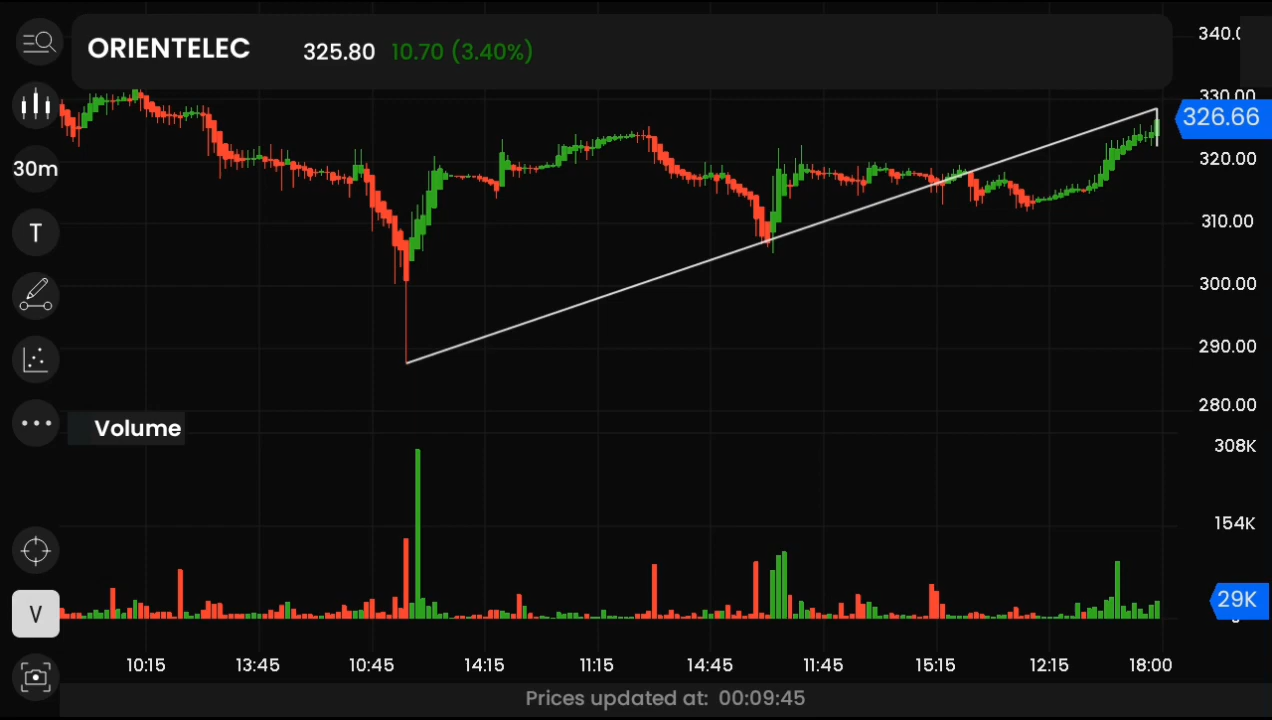 ORIENTELEC 325.80 10.70 (3.40%)
340.0
330.00
326.66
320.00
30m
310.00
T
300.00
290.00
280.00
Volume
308K
154K
29K
V
10:15 13:45 10:45 14:15 11:15 14:45 11:45 15:15 12:15 18:00
Prices updated at: 00:09:45